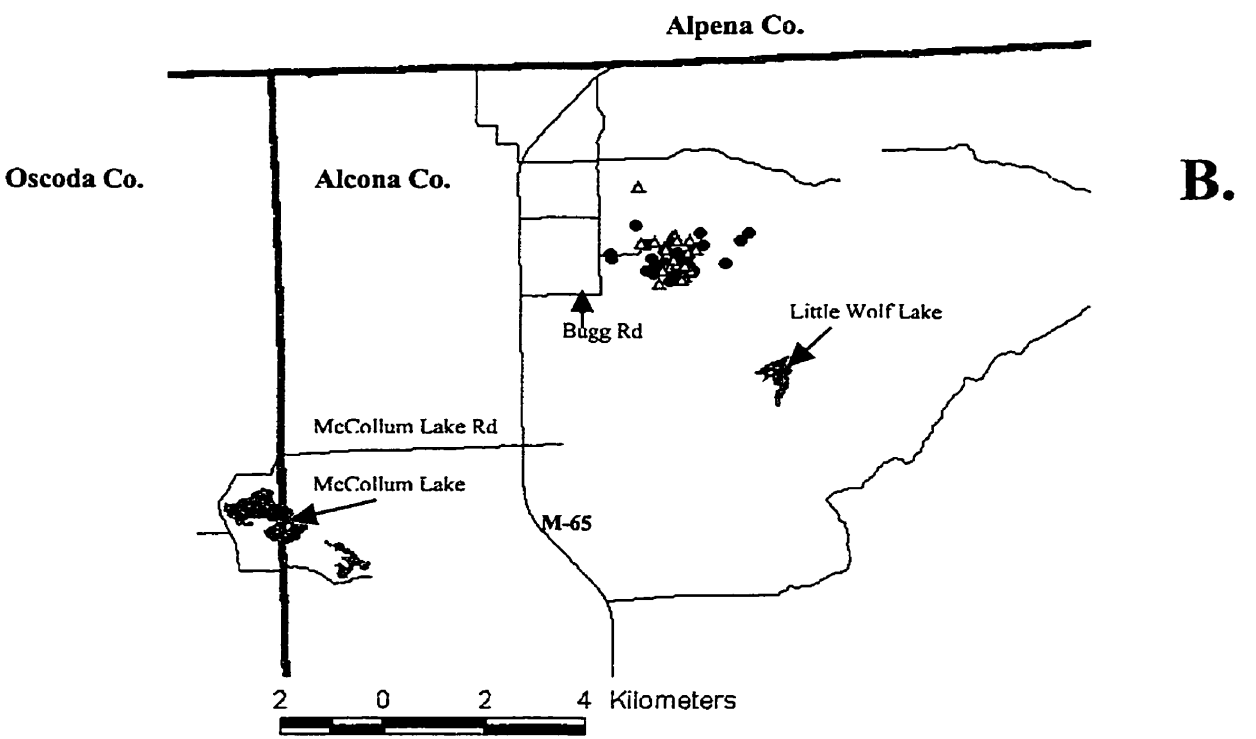 Alpena Co.
Oscoda Co.
Alcona Co.
B.
Little Wolf Lake
Bugg Rd
McCollum Lake Rd
McCollum Lake
M-65
2 0 2 4 Kilometers